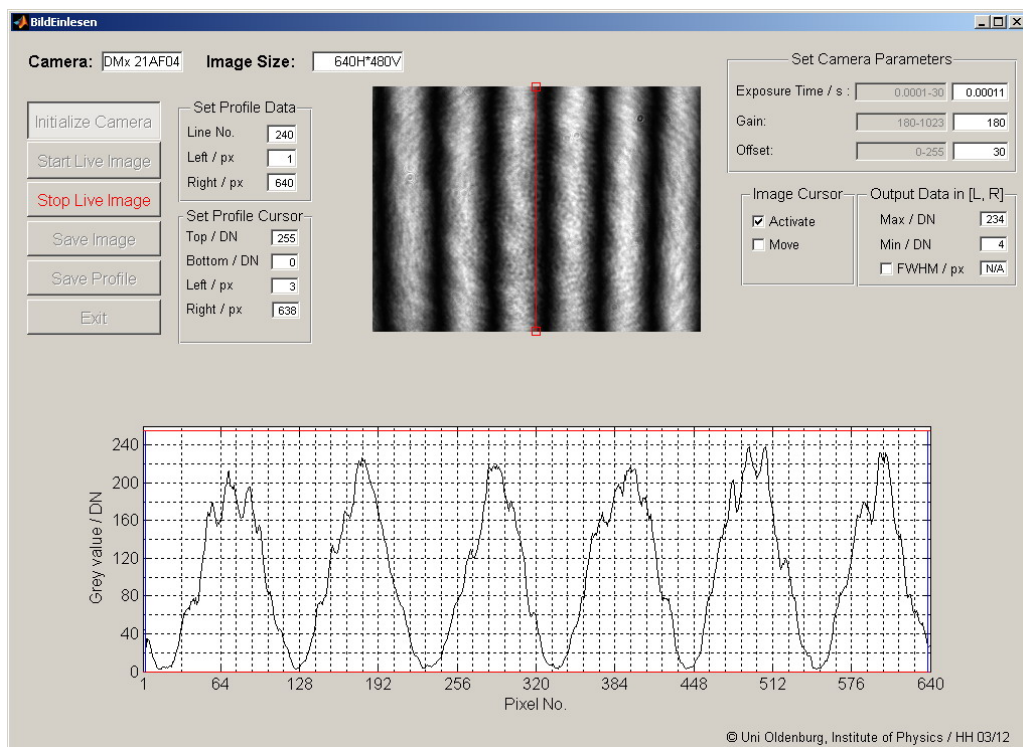 BildEinlesen
Camera: DMx 21AF04 Image Size: 640H*480V
Initialize Camera
Start Live Image
Stop Live Image
Save Image
Save Profile
Exit
Set Profile Data
Line No. 240
Left / px 1
Right / px 640
Set Profile Cursor
Top / DN 255
Bottom / DN 0
Left / px 3
Right / px 638
Set Camera Parameters
Exposure Time / s : 0.0001-30 0.00011
Gain: 180-1023 180
Offset: 0-255 30
Image Cursor
Activate
Move
Output Data in [L, R]
Max / DN 234
Min / DN 4
FWHM / px N/A
Grey value / DN
240
200
160
120
80
40
0
1 64 128 192 256 320 384 448 512 576 640
Pixel No.
© Uni Oldenburg, Institute of Physics / HH 03/12